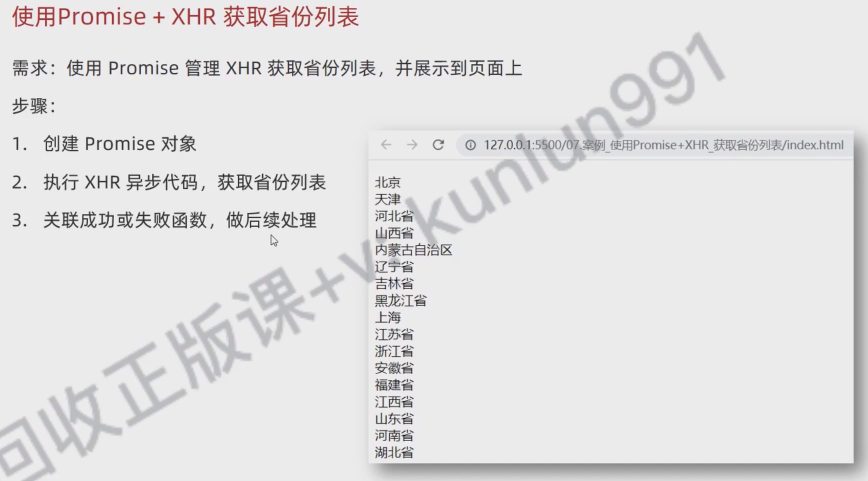 使用Promise + XHR 获取省份列表
需求：使用 Promise 管理 XHR 获取省份列表，并展示到页面上
步骤：
1. 创建 Promise 对象
2. 执行 XHR 异步代码，获取省份列表
3. 关联成功或失败函数，做后续处理
127.0.0.1:5500/07.案例_使用Promise+XHR_获取省份列表/index.html
北京
天津
河北省
山西省
内蒙古自治区
辽宁省
吉林省
黑龙江省
上海
江苏省
浙江省
安徽省
福建省
江西省
山东省
河南省
湖北省
回收正版课+v: kunlun991